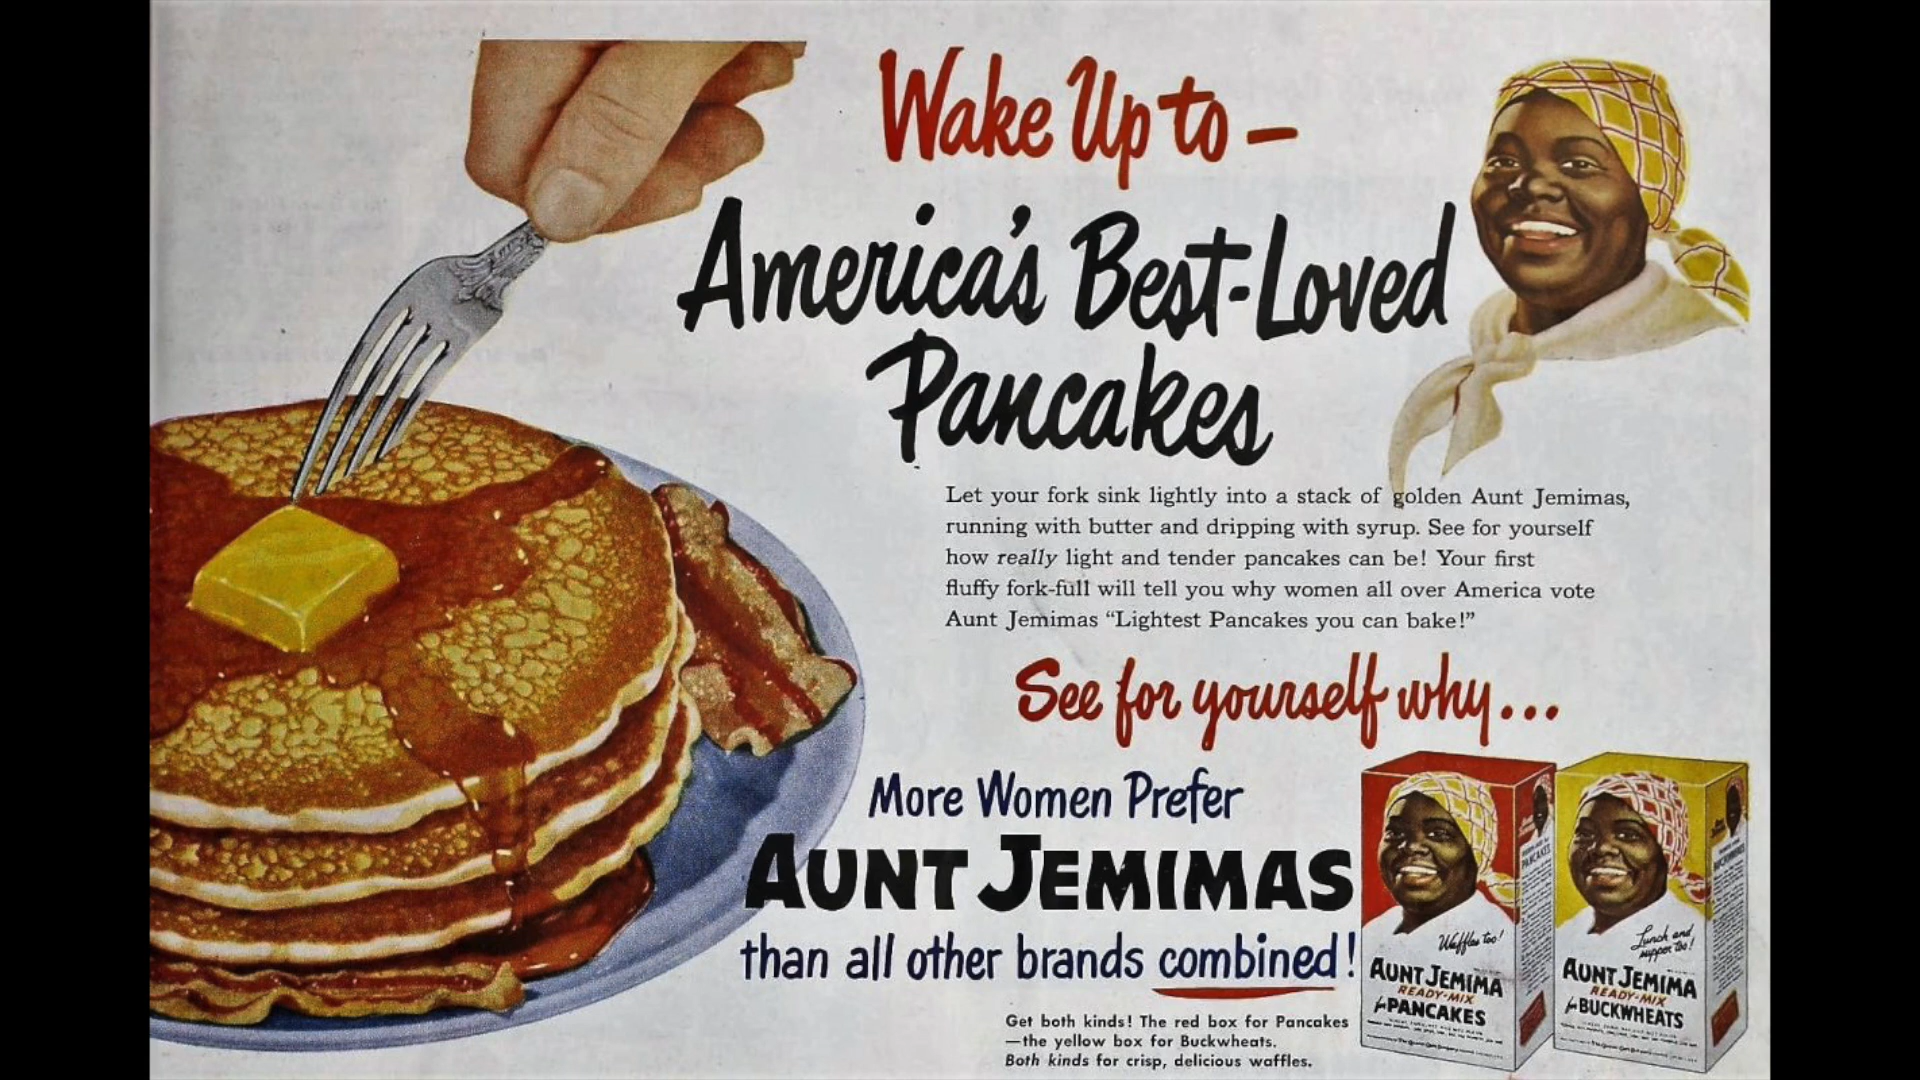 Wake Up to —
America's Best-Loved
Pancakes
Let your fork sink lightly into a stack of golden Aunt Jemimas,
running with butter and dripping with syrup. See for yourself
how really light and tender pancakes can be! Your first
fluffy fork-full will tell you why women all over America vote
Aunt Jemimas “Lightest Pancakes you can bake!”
See for yourself why...
More Women Prefer
AUNT JEMIMAS
than all other brands combined!
Get both kinds! The red box for Pancakes
—the yellow box for Buckwheats.
Both kinds for crisp, delicious waffles.
Waffles too!
AUNT JEMIMA
READY-MIX
for PANCAKES
Lunch and
supper too!
AUNT JEMIMA
READY-MIX
for BUCKWHEATS